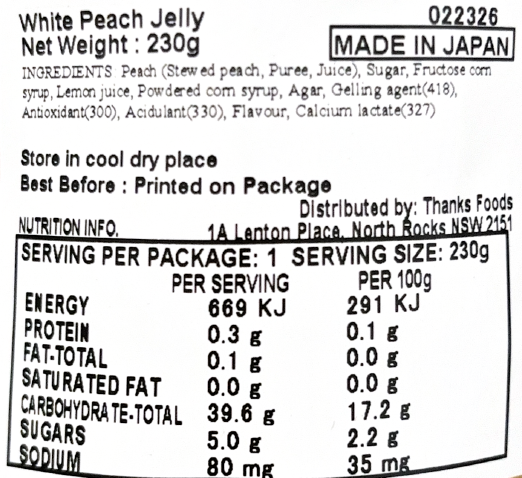 White Peach Jelly
022326
Net Weight : 230g
MADE IN JAPAN
INGREDIENTS Peach (Stewed peach, Puree, Juice), Sugar, Fructose corn
syrup, Lemon juice, Powdered corn syrup, Agar, Gelling agent(418),
Antioxidant(300), Acidulant(330), Flavour, Calcium lactate(327)
Store in cool dry place
Best Before : Printed on Package
Distributed by: Thanks Foods
NUTRITION INFO. 1A Lenton Place, North Rocks NSW 2151
SERVING PER PACKAGE: 1 SERVING SIZE: 230g
PER SERVING PER 100g
ENERGY 669 KJ 291 KJ
PROTEIN 0.3 g 0.1 g
FAT-TOTAL 0.1 g 0.0 g
SATURATED FAT 0.0 g 0.0 g
CARBOHYDRATE-TOTAL 39.6 g 17.2 g
SUGARS 5.0 g 2.2 g
SODIUM 80 mg 35 mg